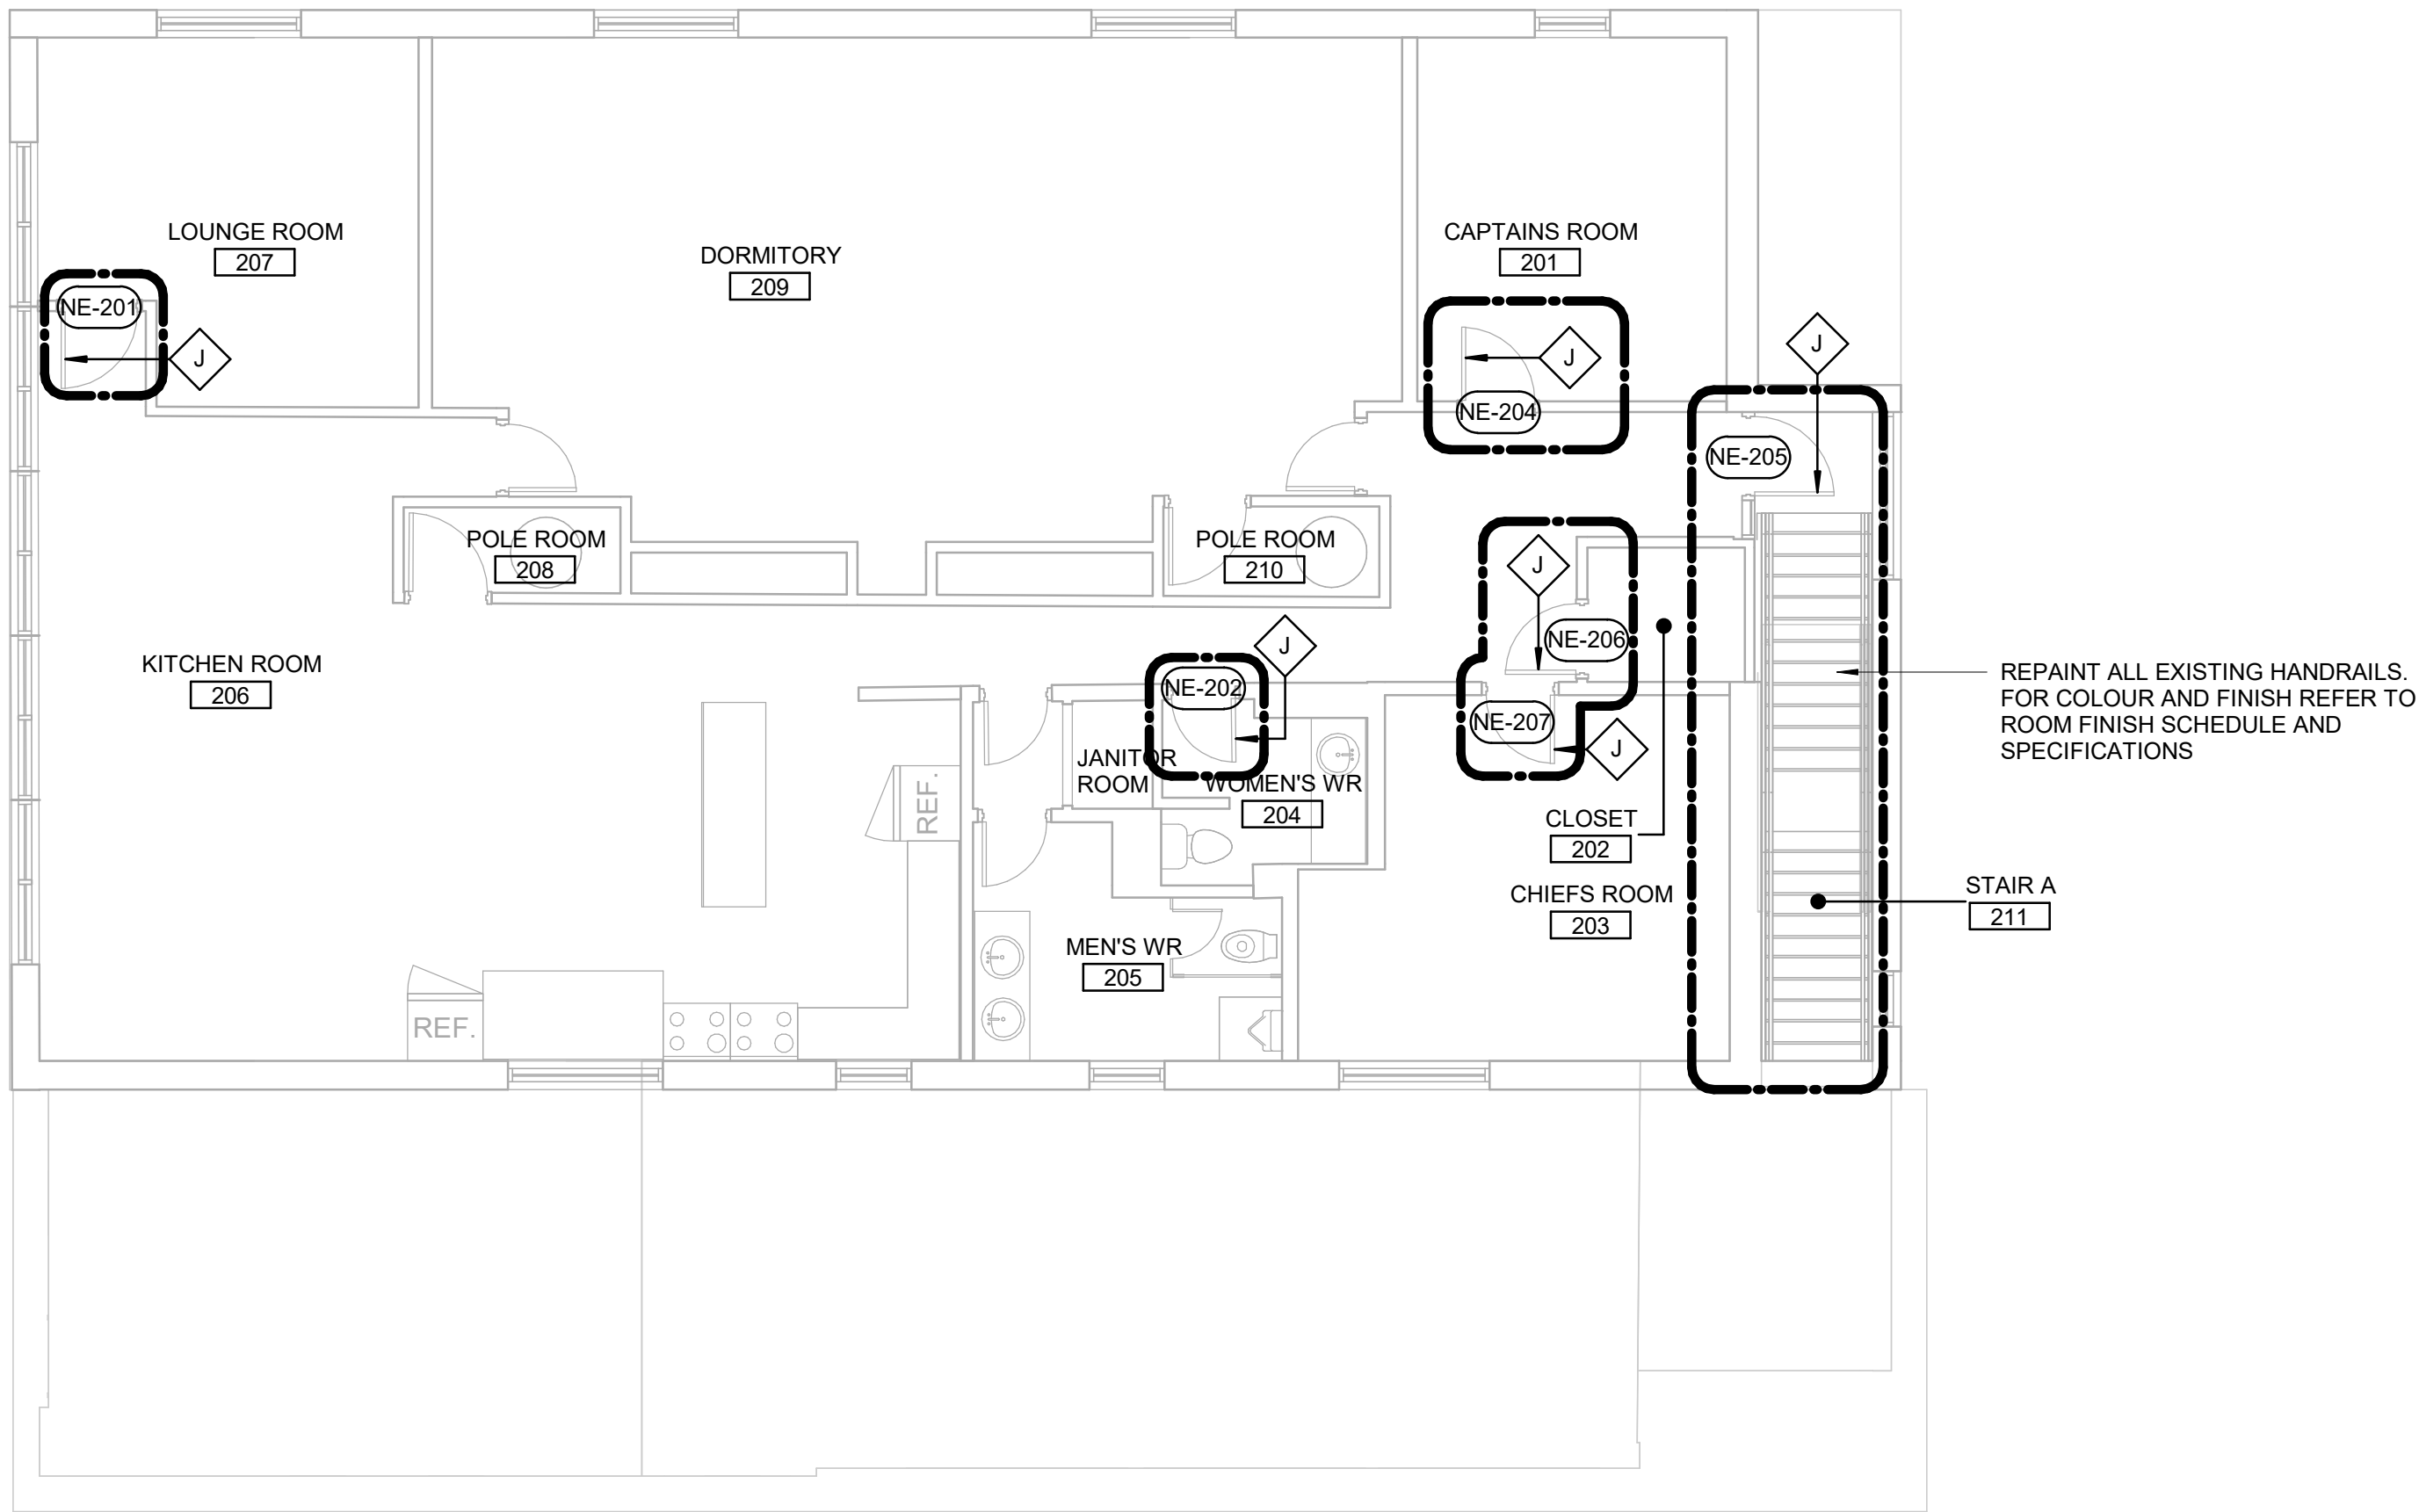 LOUNGE ROOM
207
DORMITORY
209
CAPTAINS ROOM
201
NE-201
J
J
NE-204
J
NE-205
POLE ROOM
208
POLE ROOM
210
J
NE-206
J
NE-202
NE-207
J
KITCHEN ROOM
206
REPAINT ALL EXISTING HANDRAILS.
FOR COLOUR AND FINISH REFER TO
ROOM FINISH SCHEDULE AND
SPECIFICATIONS
JANITOR
ROOM
WOMEN'S WR
204
REF.
CLOSET
202
CHIEFS ROOM
203
STAIR A
211
MEN'S WR
205
REF.